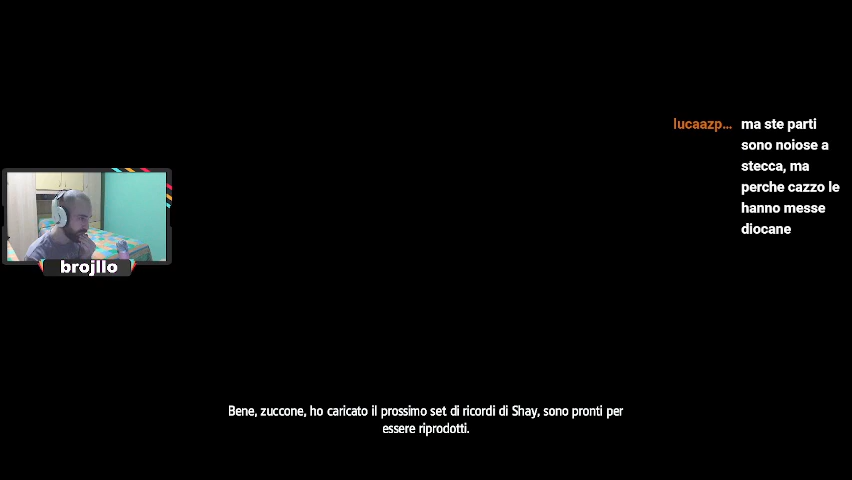 lucaazp... ma ste parti
sono noiose a
stecca, ma
perche cazzo le
hanno messe
diocane
brojllo
Bene, zuccone, ho caricato il prossimo set di ricordi di Shay, sono pronti per
essere riprodotti.